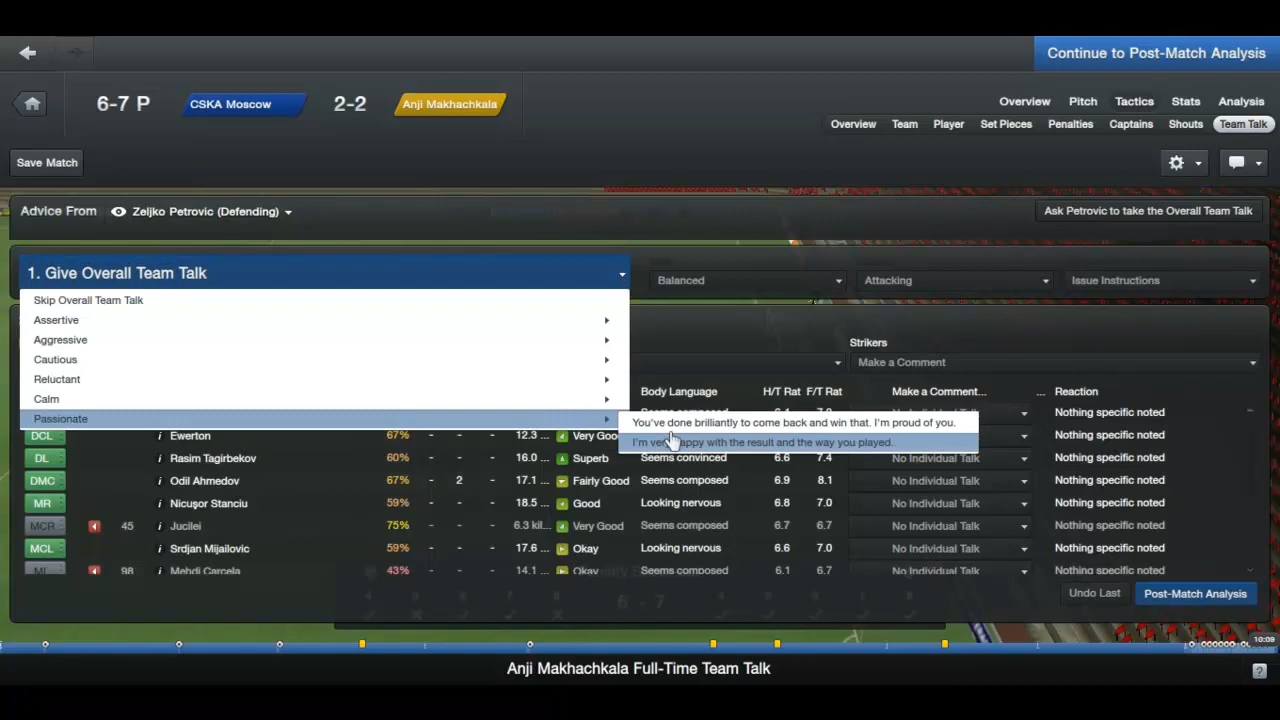 Continue to Post-Match Analysis
6-7 P CSKA Moscow 2-2 Anji Makhachkala
Overview Pitch Tactics Stats Analysis
Overview Team Player Set Pieces Penalties Captains Shouts Team Talk
Save Match
Advice From Zeljko Petrovic (Defending) Ask Petrovic to take the Overall Team Talk
1. Give Overall Team Talk Balanced Attacking Issue Instructions
Skip Overall Team Talk
Assertive
Aggressive
Cautious
Reluctant
Calm
Passionate
Strikers
Make a Comment
Body Language H/T Rat F/T Rat Make a Comment... ... Reaction
Nothing specific noted
You've done brilliantly to come back and win that. I'm proud of you.
I'm very happy with the result and the way you played.
DCL i Ewerton 67% - - - 12.3 ... Very Good Nothing specific noted
DL i Rasim Tagirbekov 60% - - - 16.0 ... Superb Seems convinced 6.6 7.4 No Individual Talk Nothing specific noted
DMC i Odil Ahmedov 67% - 2 - 17.1 ... Fairly Good Seems composed 6.9 8.1 No Individual Talk Nothing specific noted
MR i Nicuşor Stanciu 59% - - - 18.5 ... Good Looking nervous 6.8 7.0 No Individual Talk Nothing specific noted
MCR 45 i Jucilei 75% - - - 6.3 kil... Very Good Seems composed 6.7 6.7 No Individual Talk Nothing specific noted
MCL i Srdjan Mijailovic 59% - - - 17.6 ... Okay Looking nervous 6.6 7.0 No Individual Talk Nothing specific noted
ML 98 i Mehdi Carcela 43% - - - 14.1 ... Okay Seems composed 6.1 6.7 No Individual Talk Nothing specific noted
6 - 7
Undo Last Post-Match Analysis
10:09
Anji Makhachkala Full-Time Team Talk ?